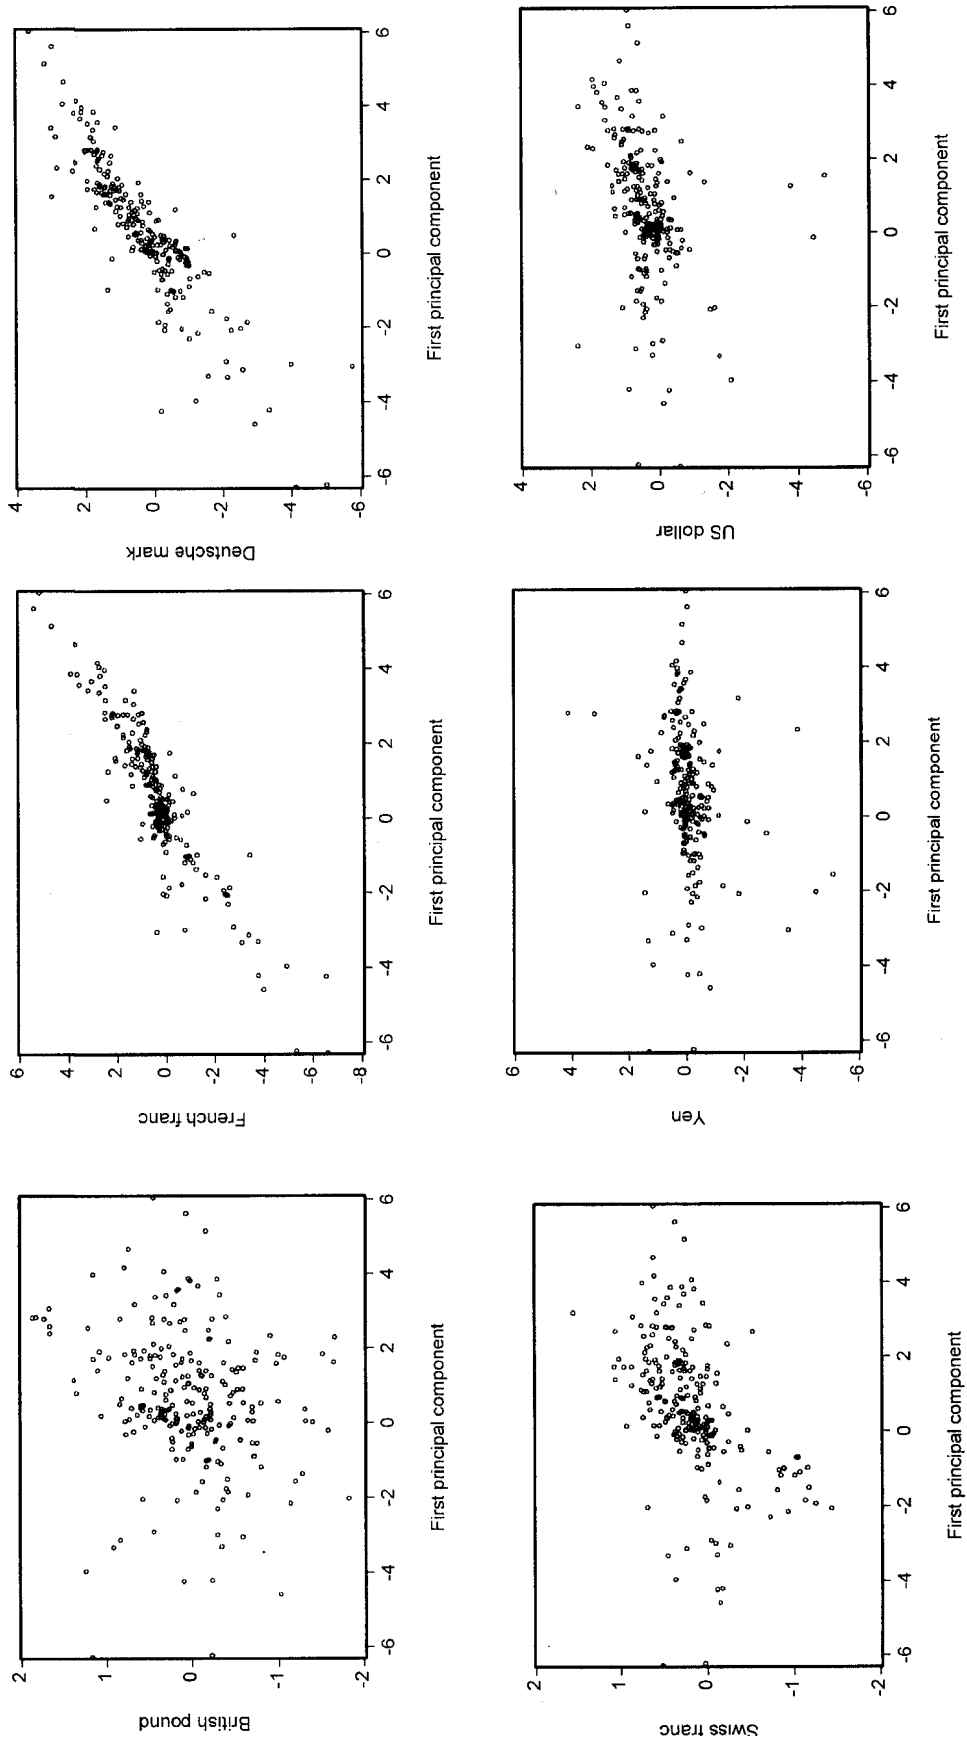 British pound
2
1
0
-1
-2
-6 -4 -2 0 2 4 6
First principal component
French franc
6
4
2
0
-2
-4
-6
-8
-6 -4 -2 0 2 4 6
First principal component
Deutsche mark
4
2
0
-2
-4
-6
-6 -4 -2 0 2 4 6
First principal component
Swiss franc
2
1
0
-1
-2
-6 -4 -2 0 2 4 6
First principal component
Yen
6
4
2
0
-2
-4
-6
-6 -4 -2 0 2 4 6
First principal component
US dollar
4
2
0
-2
-4
-6
-6 -4 -2 0 2 4 6
First principal component